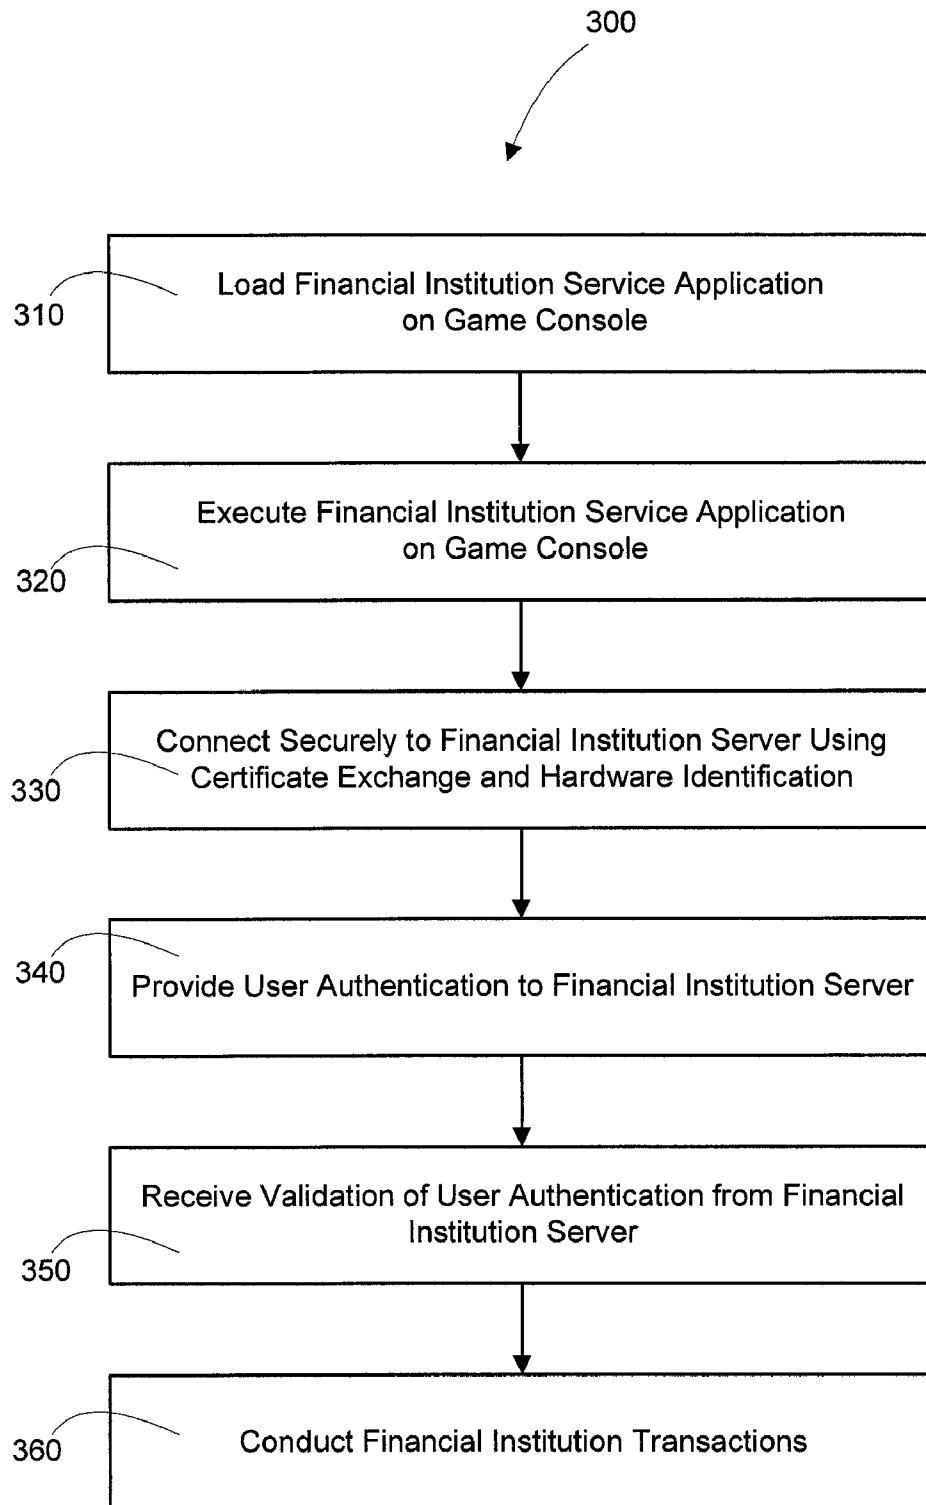 300
310
Load Financial Institution Service Application
on Game Console
320
Execute Financial Institution Service Application
on Game Console
330
Connect Securely to Financial Institution Server Using
Certificate Exchange and Hardware Identification
340
Provide User Authentication to Financial Institution Server
350
Receive Validation of User Authentication from Financial
Institution Server
360
Conduct Financial Institution Transactions